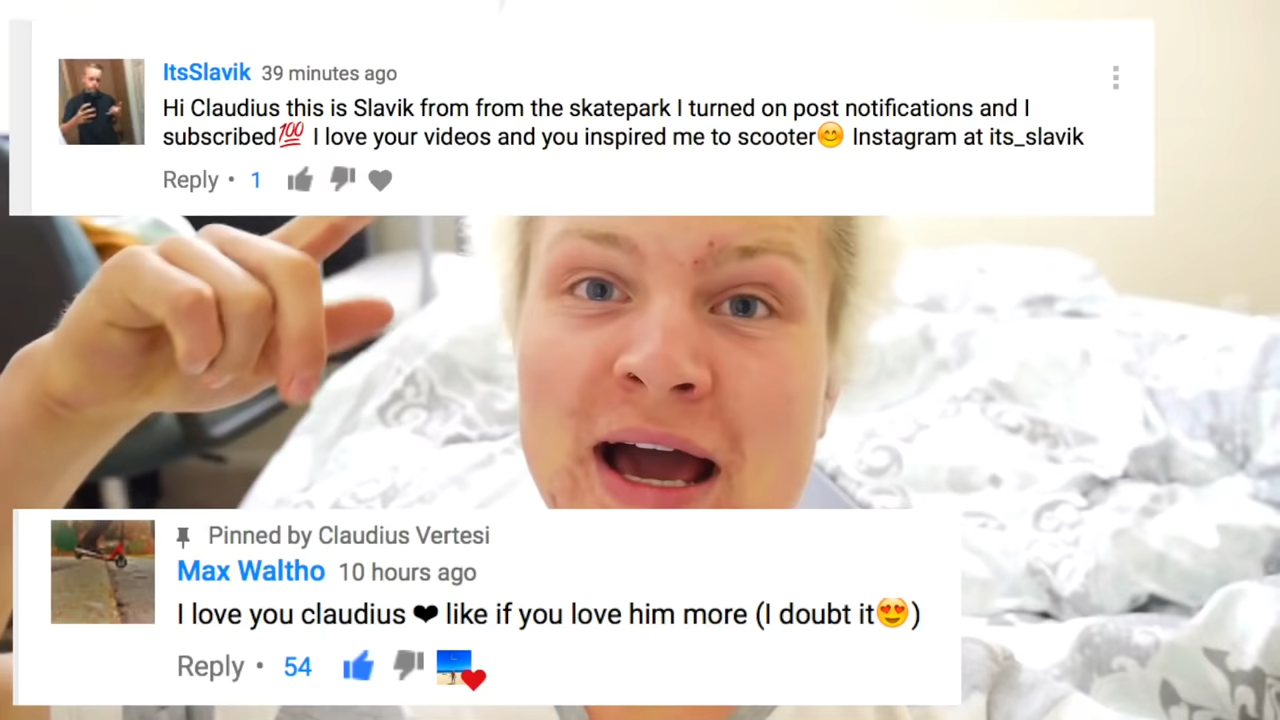 ItsSlavik 39 minutes ago
Hi Claudius this is Slavik from from the skatepark I turned on post notifications and I
subscribed💯 I love your videos and you inspired me to scooter😊 Instagram at its_slavik
Reply • 1
Pinned by Claudius Vertesi
Max Waltho 10 hours ago
I love you claudius ❤ like if you love him more (I doubt it😍)
Reply • 54